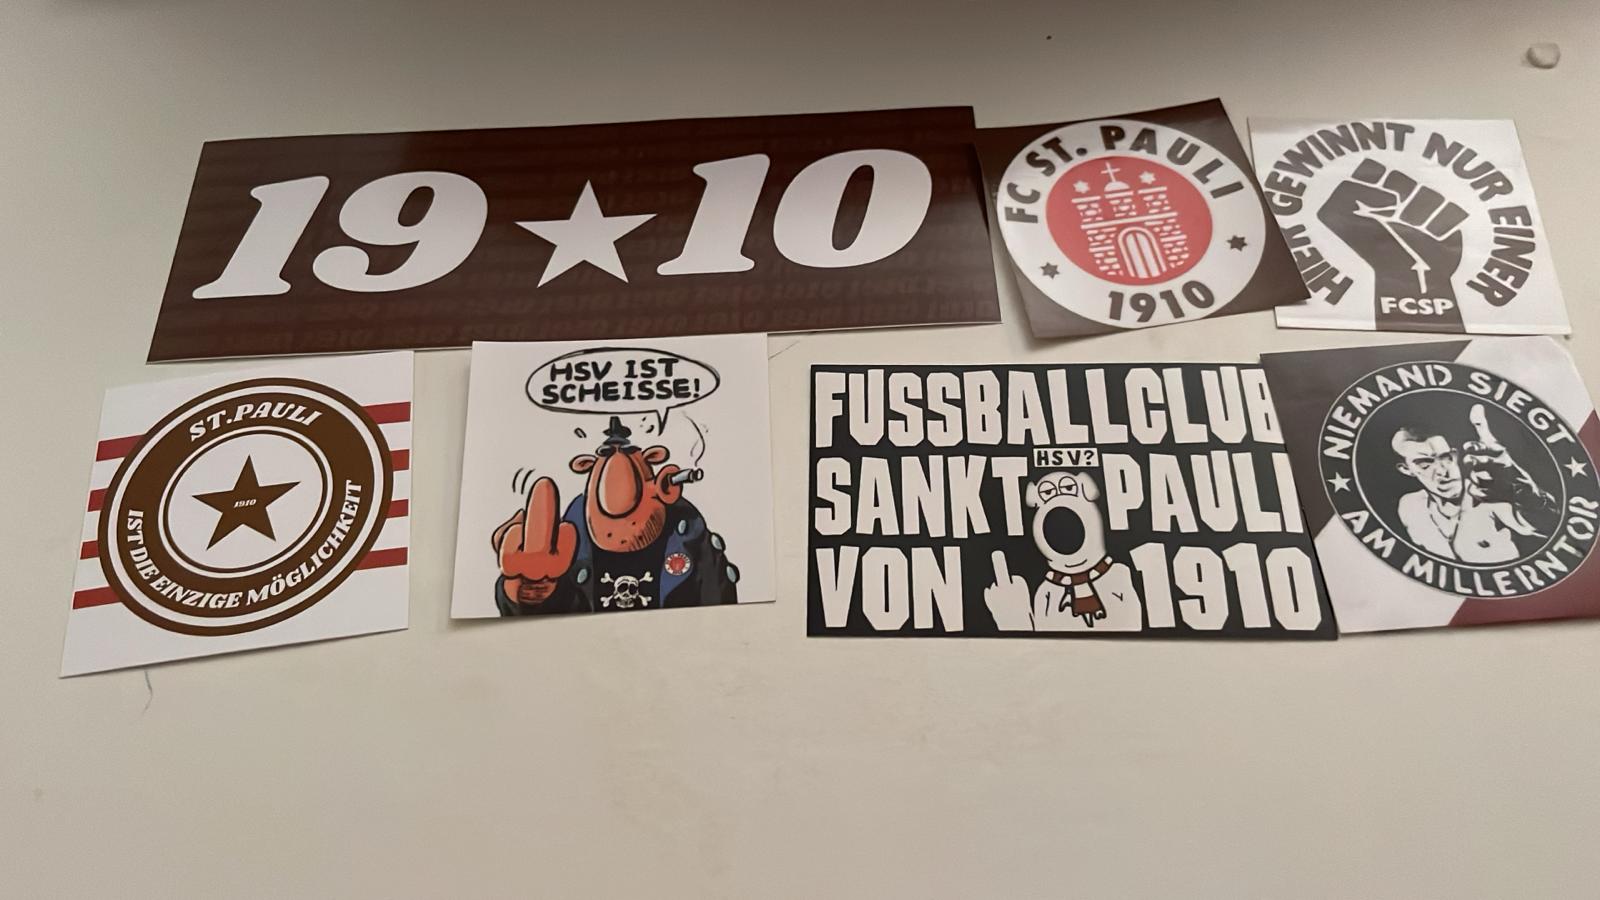 19★10
FC ST. PAULI
1910
HIER GEWINNT NUR EINER
FCSP
ST. PAULI
1910
IST DIE EINZIGE MÖGLICHKEIT
HSV IST
SCHEISSE!
FUSSBALLCLUB
SANKT PAULI
HSV?
VON 1910
NIEMAND SIEGT
AM MILLERNTOR